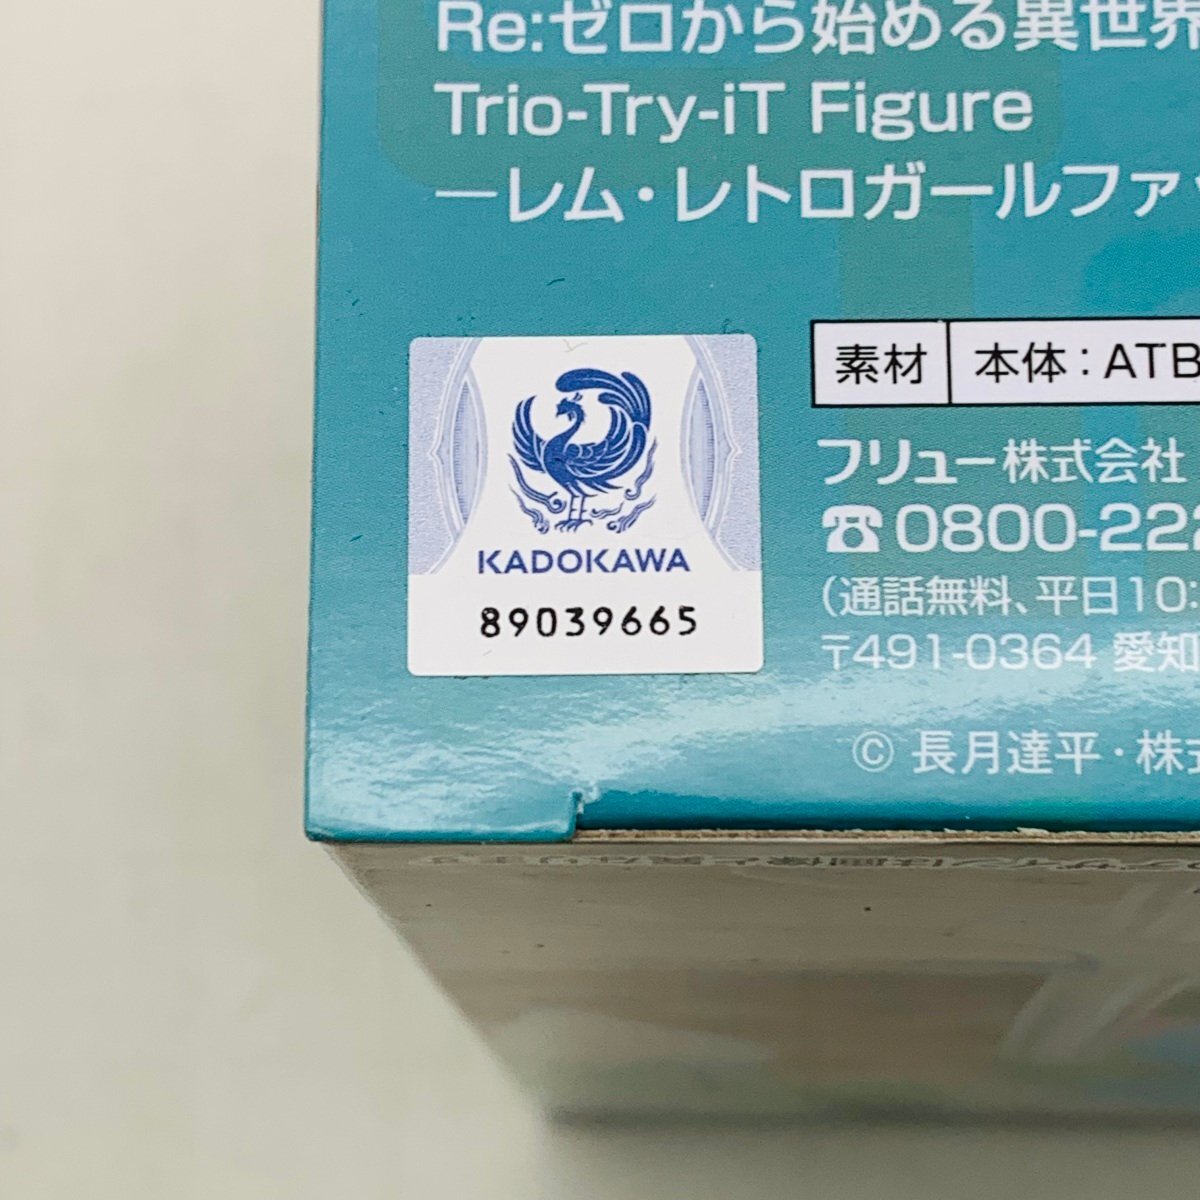 Re:ゼロから始める異世界
Trio-Try-iT Figure
―レム・レトロガールファッ
素材 本体：ATB
フリュー株式会社
☎0800-222
(通話無料、平日10:
〒491-0364 愛知
© 長月達平・株式
KADOKAWA
89039665